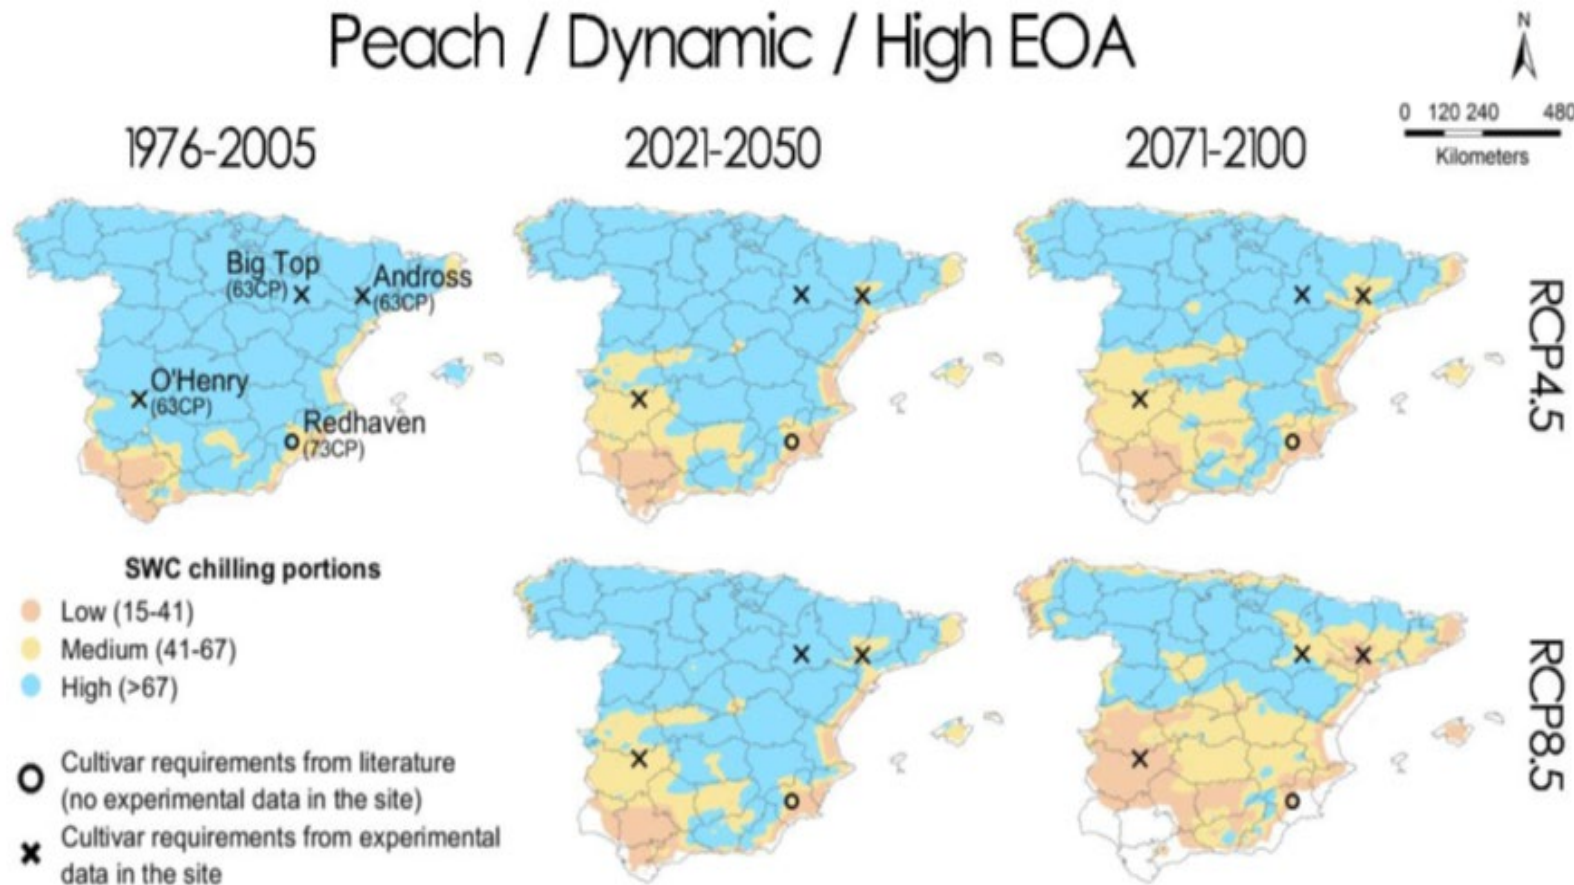 Peach / Dynamic / High EOA
N
0 120 240 480
Kilometers
1976-2005
2021-2050
2071-2100
Big Top
(63CP)
Andross
(63CP)
O'Henry
(63CP)
Redhaven
(73CP)
RCP4.5
SWC chilling portions
Low (15-41)
Medium (41-67)
High (>67)
Cultivar requirements from literature
(no experimental data in the site)
Cultivar requirements from experimental
data in the site
RCP8.5